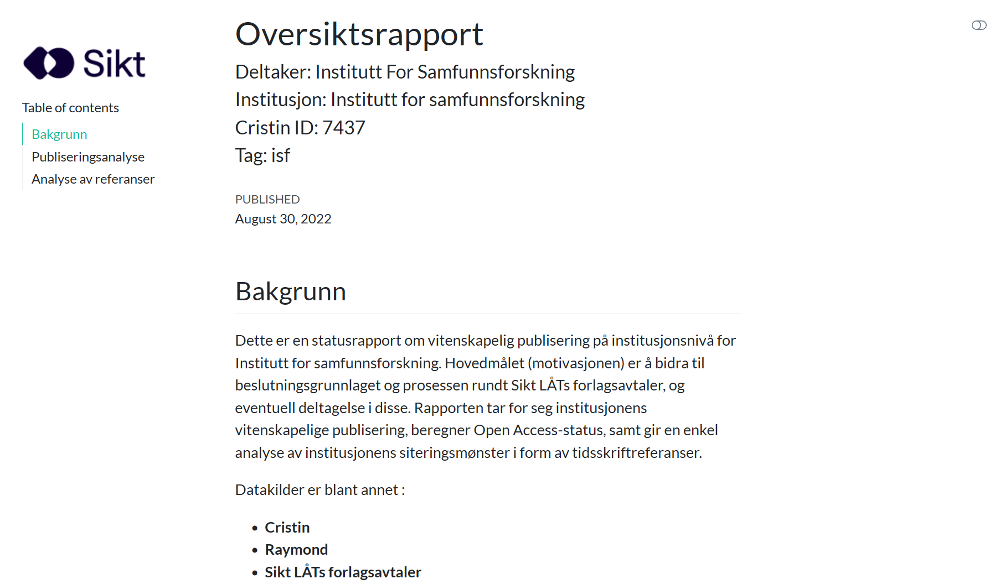 Sikt
Table of contents
Bakgrunn
Publiseringsanalyse
Analyse av referanser
Oversiktsrapport
Deltaker: Institutt For Samfunnsforskning
Institusjon: Institutt for samfunnsforskning
Cristin ID: 7437
Tag: isf
PUBLISHED
August 30, 2022
Bakgrunn
Dette er en statusrapport om vitenskapelig publisering på institusjonsnivå for
Institutt for samfunnsforskning. Hovedmålet (motivasjonen) er å bidra til
beslutningsgrunnlaget og prosessen rundt Sikt LÅTs forlagsavtaler, og
eventuell deltagelse i disse. Rapporten tar for seg institusjonens
vitenskapelige publisering, beregner Open Access-status, samt gir en enkel
analyse av institusjonens siteringsmønster i form av tidsskriftreferanser.
Datakilder er blant annet :
• Cristin
• Raymond
• Sikt LÅTs forlagsavtaler